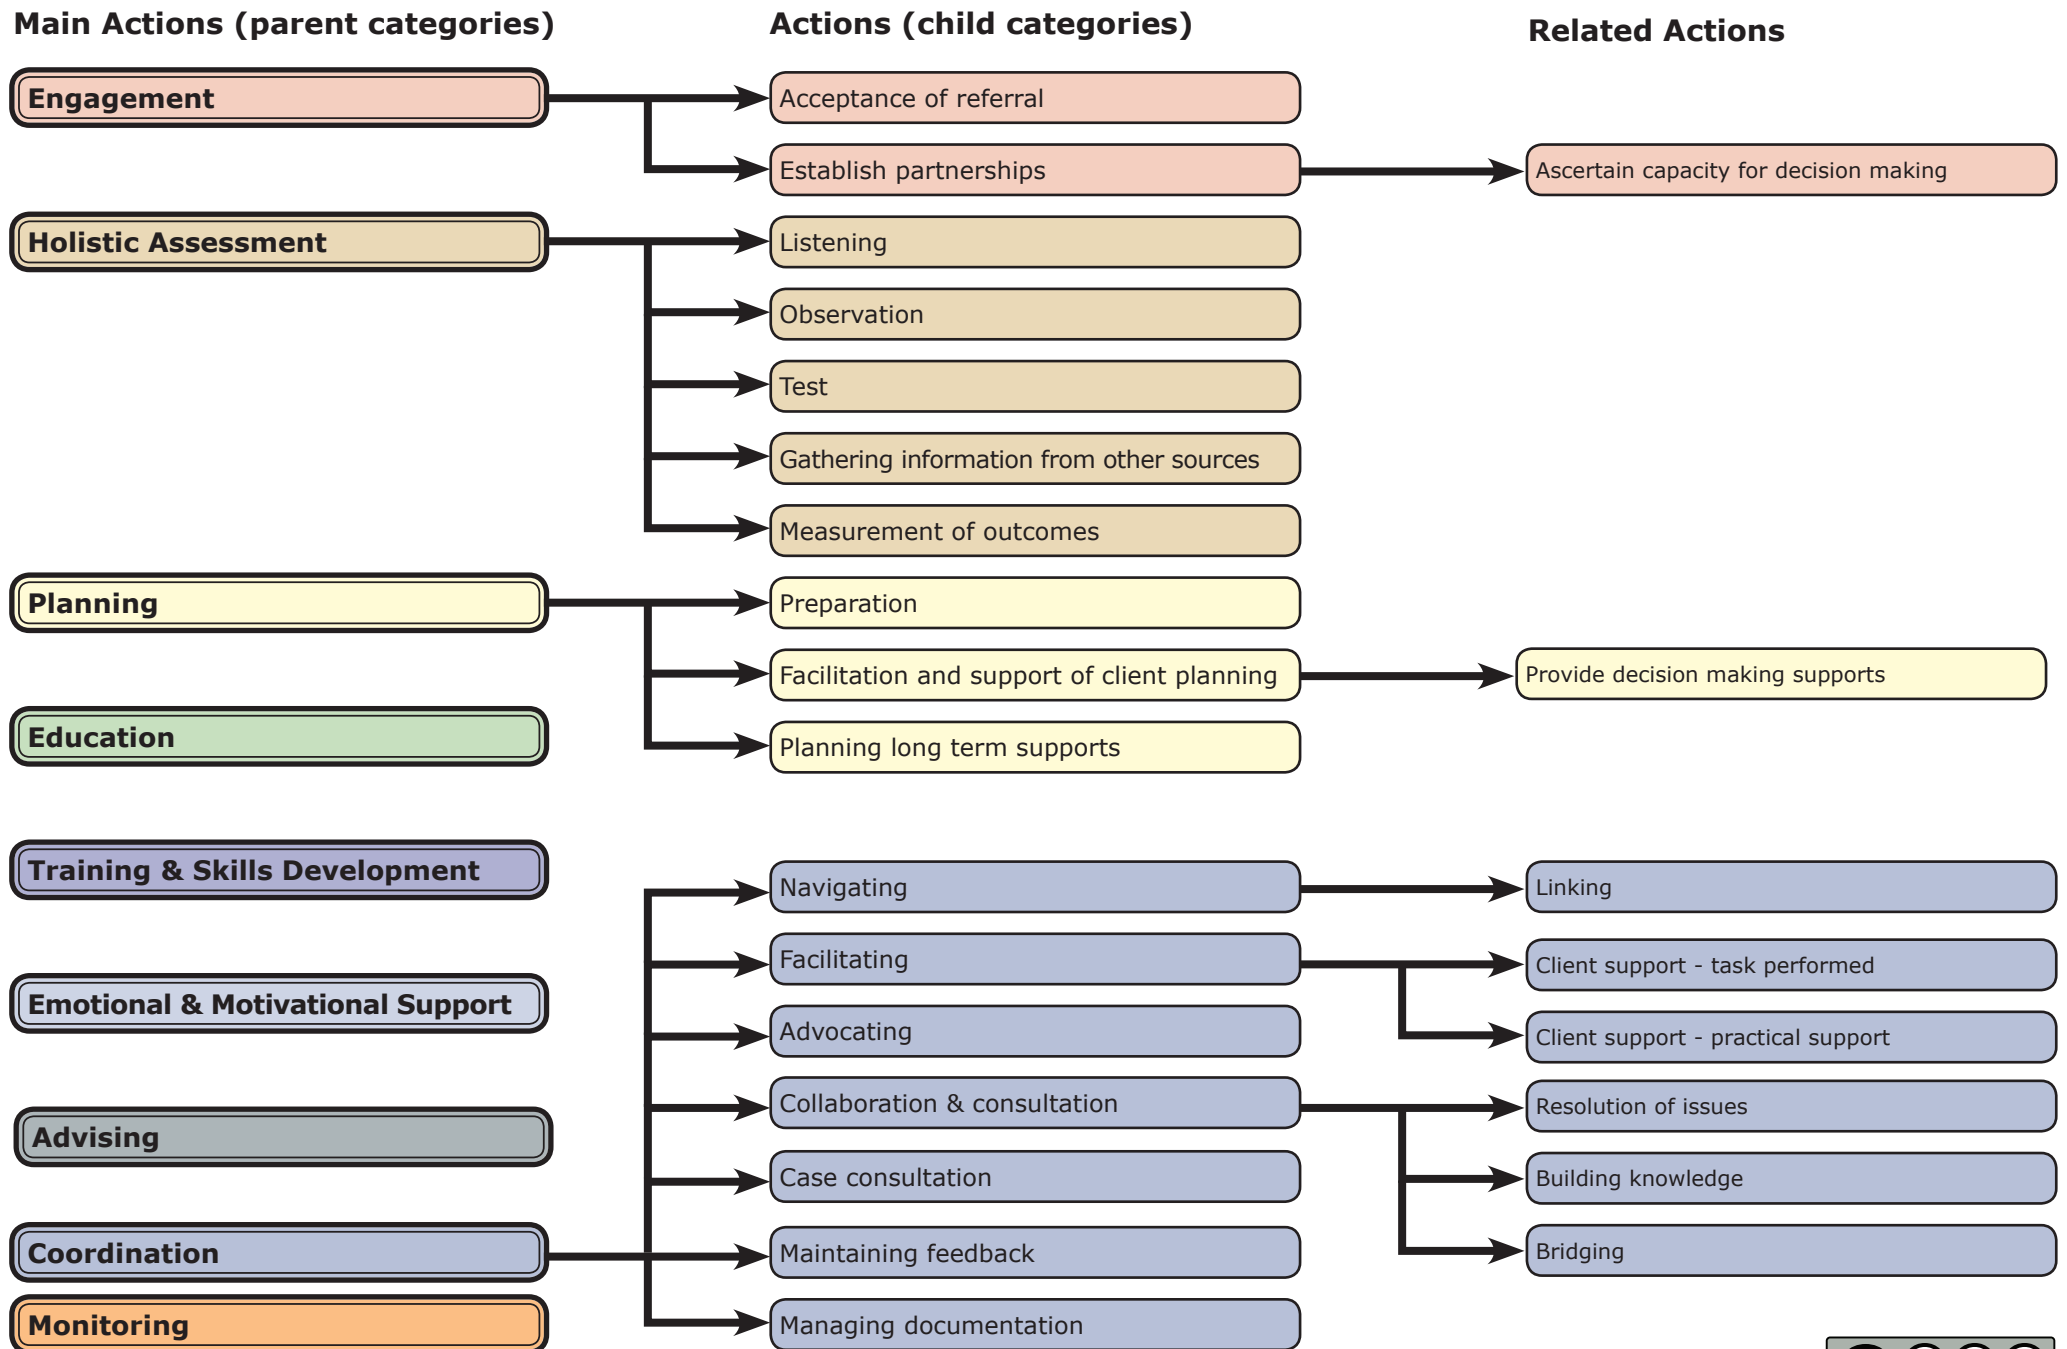 Main Actions (parent categories)
Actions (child categories)
Related Actions
Engagement
Acceptance of referral
Establish partnerships
Ascertain capacity for decision making
Holistic Assessment
Listening
Observation
Test
Gathering information from other sources
Measurement of outcomes
Planning
Preparation
Facilitation and support of client planning
Provide decision making supports
Planning long term supports
Education
Training & Skills Development
Emotional & Motivational Support
Advising
Coordination
Navigating
Linking
Facilitating
Client support - task performed
Client support - practical support
Advocating
Collaboration & consultation
Resolution of issues
Building knowledge
Bridging
Case consultation
Maintaining feedback
Managing documentation
Monitoring